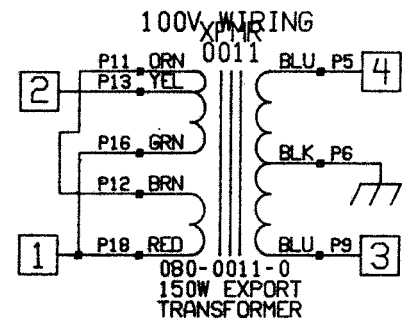 100V WIRING
XPMR
0011
P11 ORN
BLU P5
4
2
P13 YEL
P16 GRN
BLK P6
P12 BRN
1
P18 RED
BLU P9
3
080-0011-0
150W EXPORT
TRANSFORMER